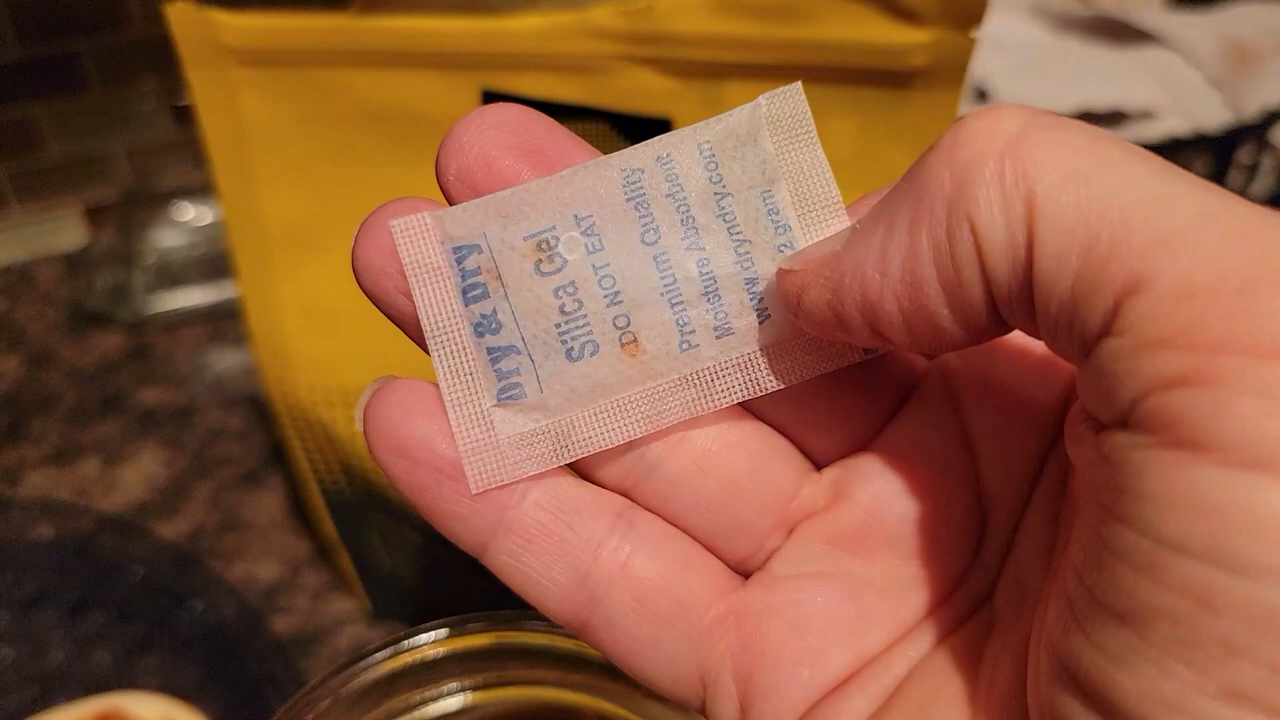 Dry & Dry
Silica Gel
DO NOT EAT
Premium Quality
Moisture Absorbent
www.dryndry.com
2 gram